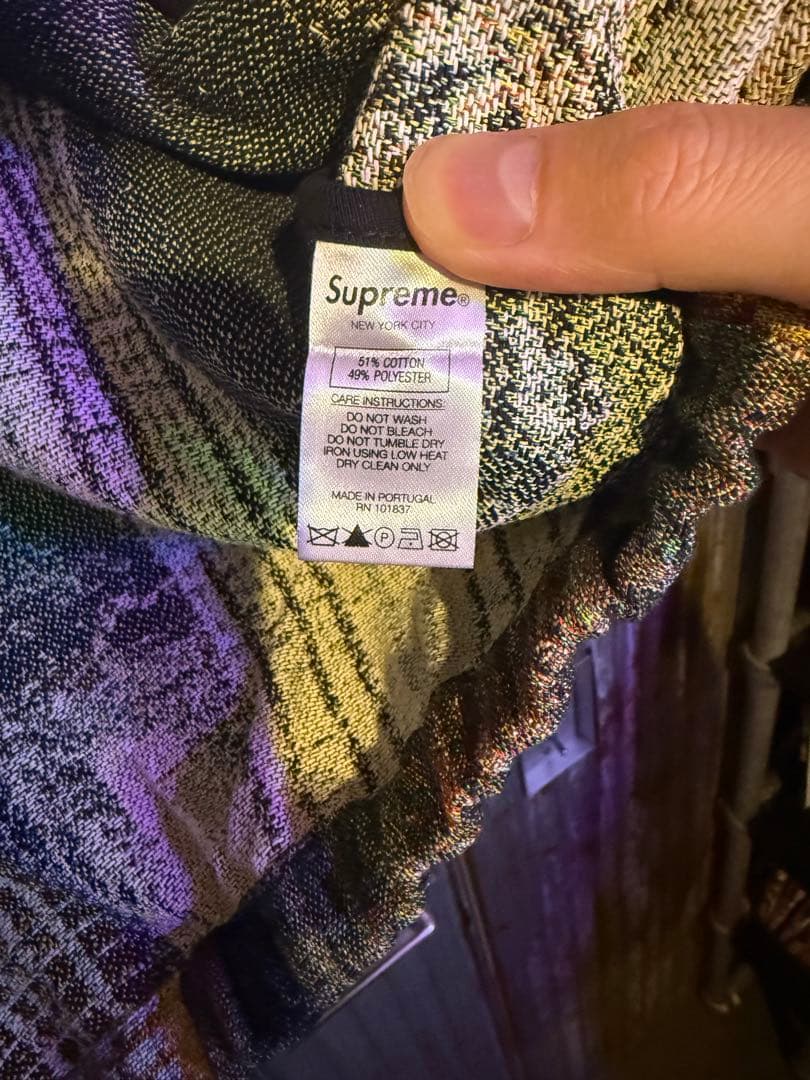 Supreme®
NEW YORK CITY
51% COTTON
49% POLYESTER
CARE INSTRUCTIONS:
DO NOT WASH
DO NOT BLEACH
DO NOT TUMBLE DRY
IRON USING LOW HEAT
DRY CLEAN ONLY
MADE IN PORTUGAL
RN 101837
P